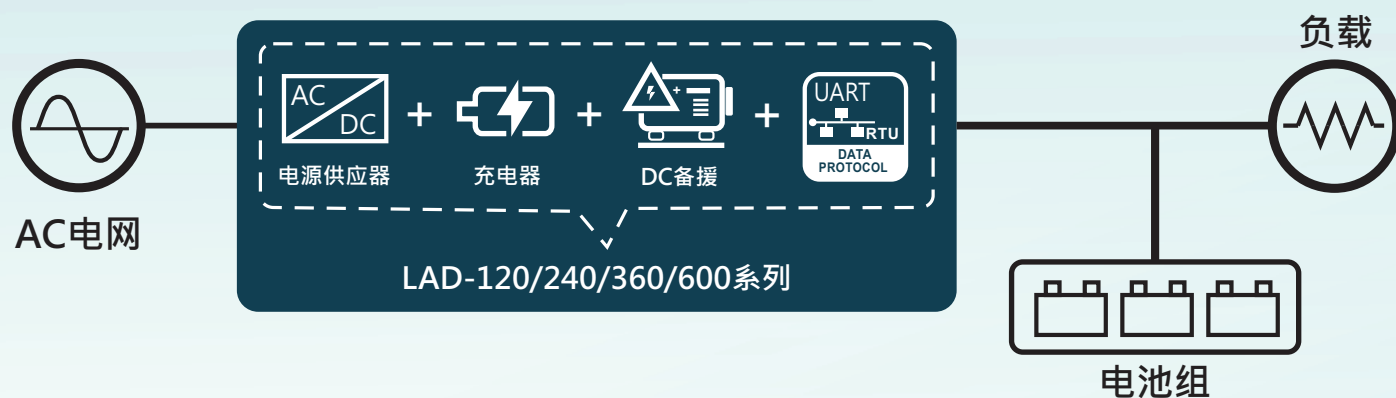 负载
AC
DC
+
+
+
UART
RTU
DATA
PROTOCOL
电源供应器
充电器
DC备援
AC电网
LAD-120/240/360/600系列
电池组